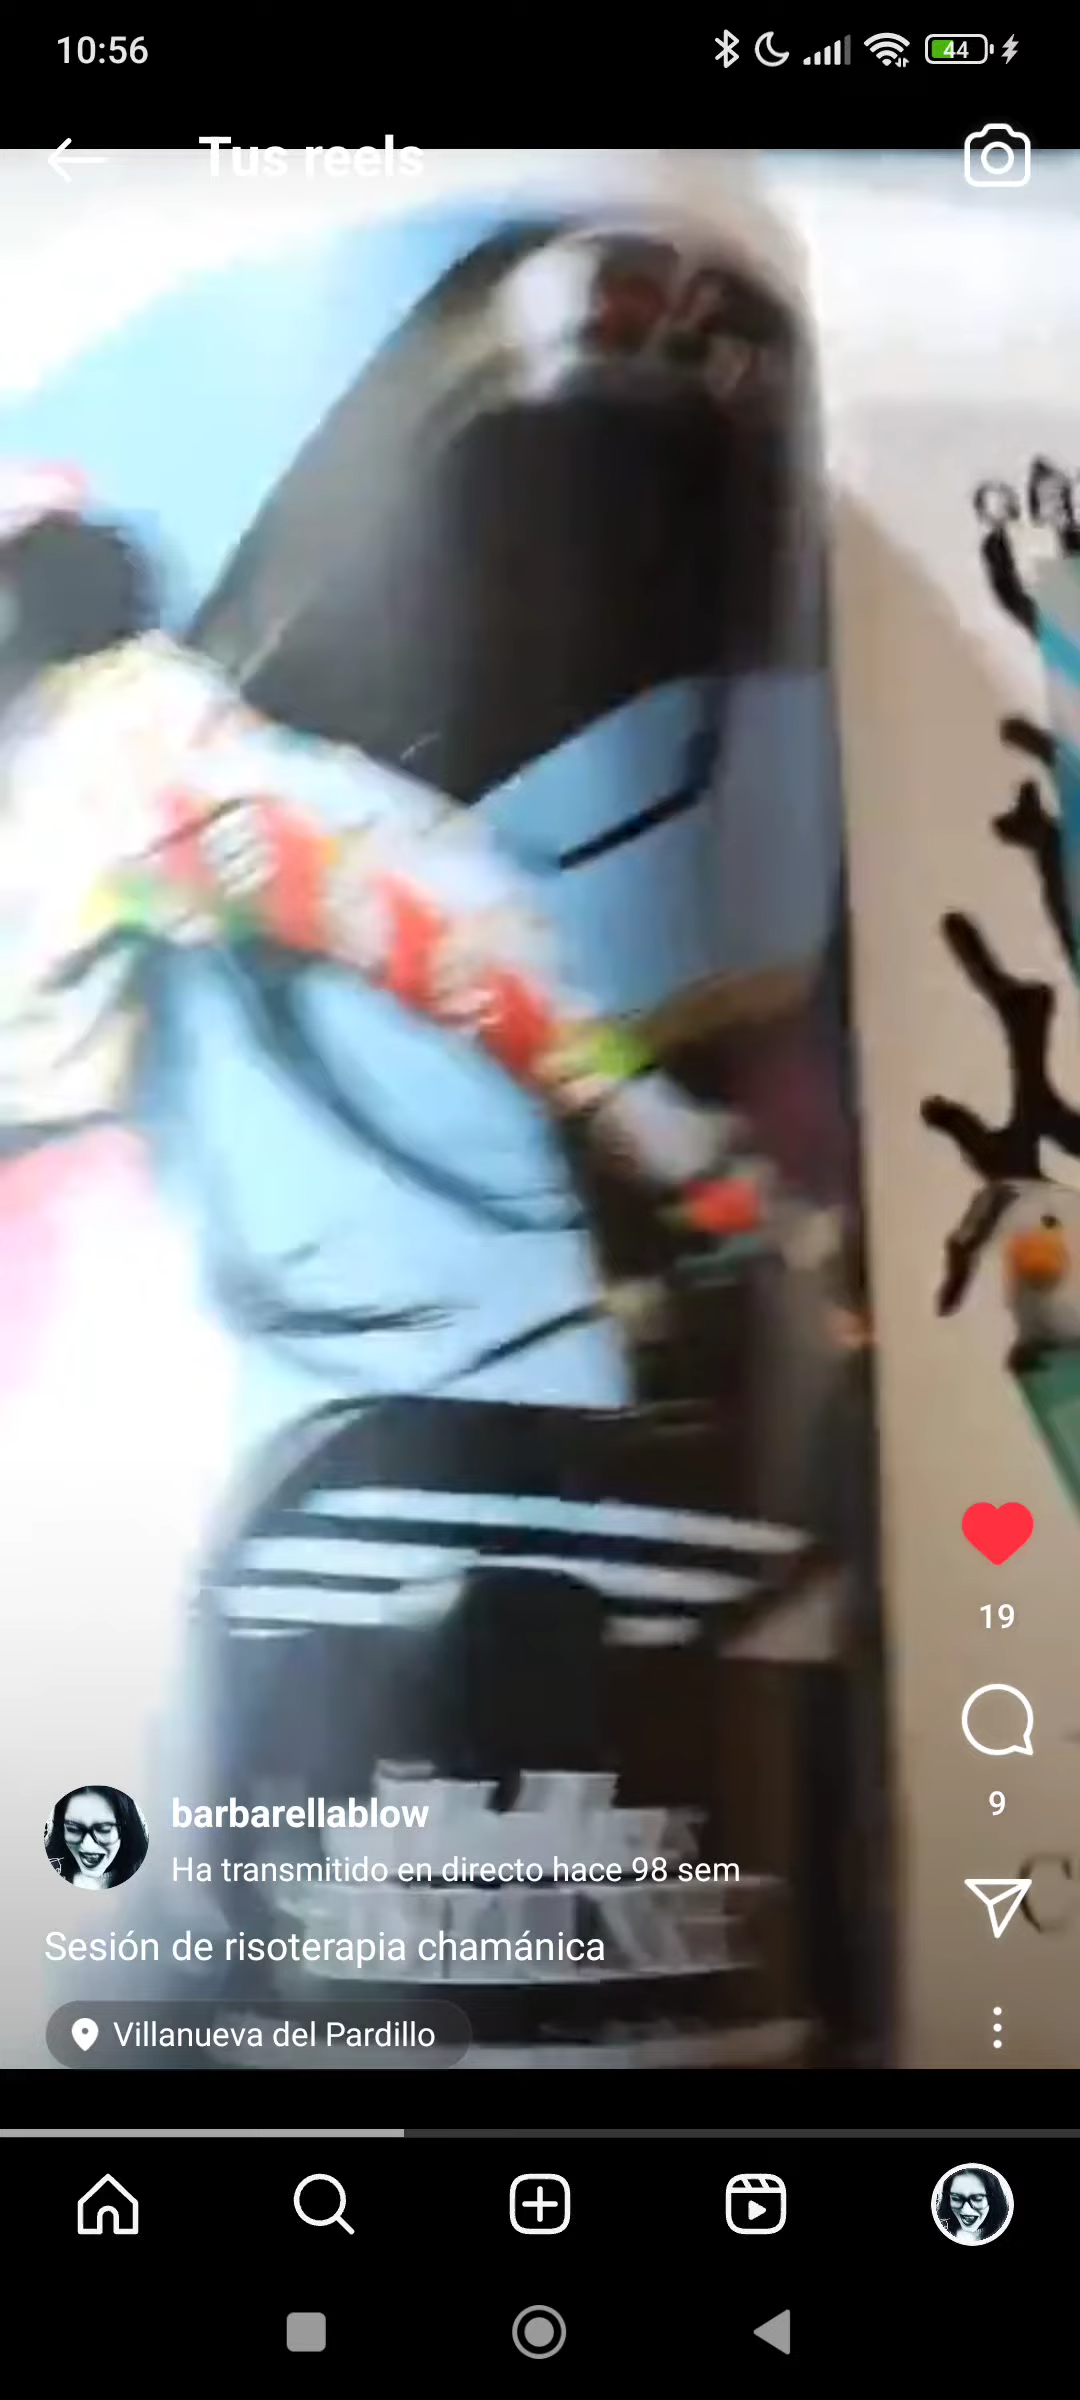 10:56
44
Tus reels
19
9
barbarellablow
Ha transmitido en directo hace 98 sem
Sesión de risoterapia chamánica
Villanueva del Pardillo